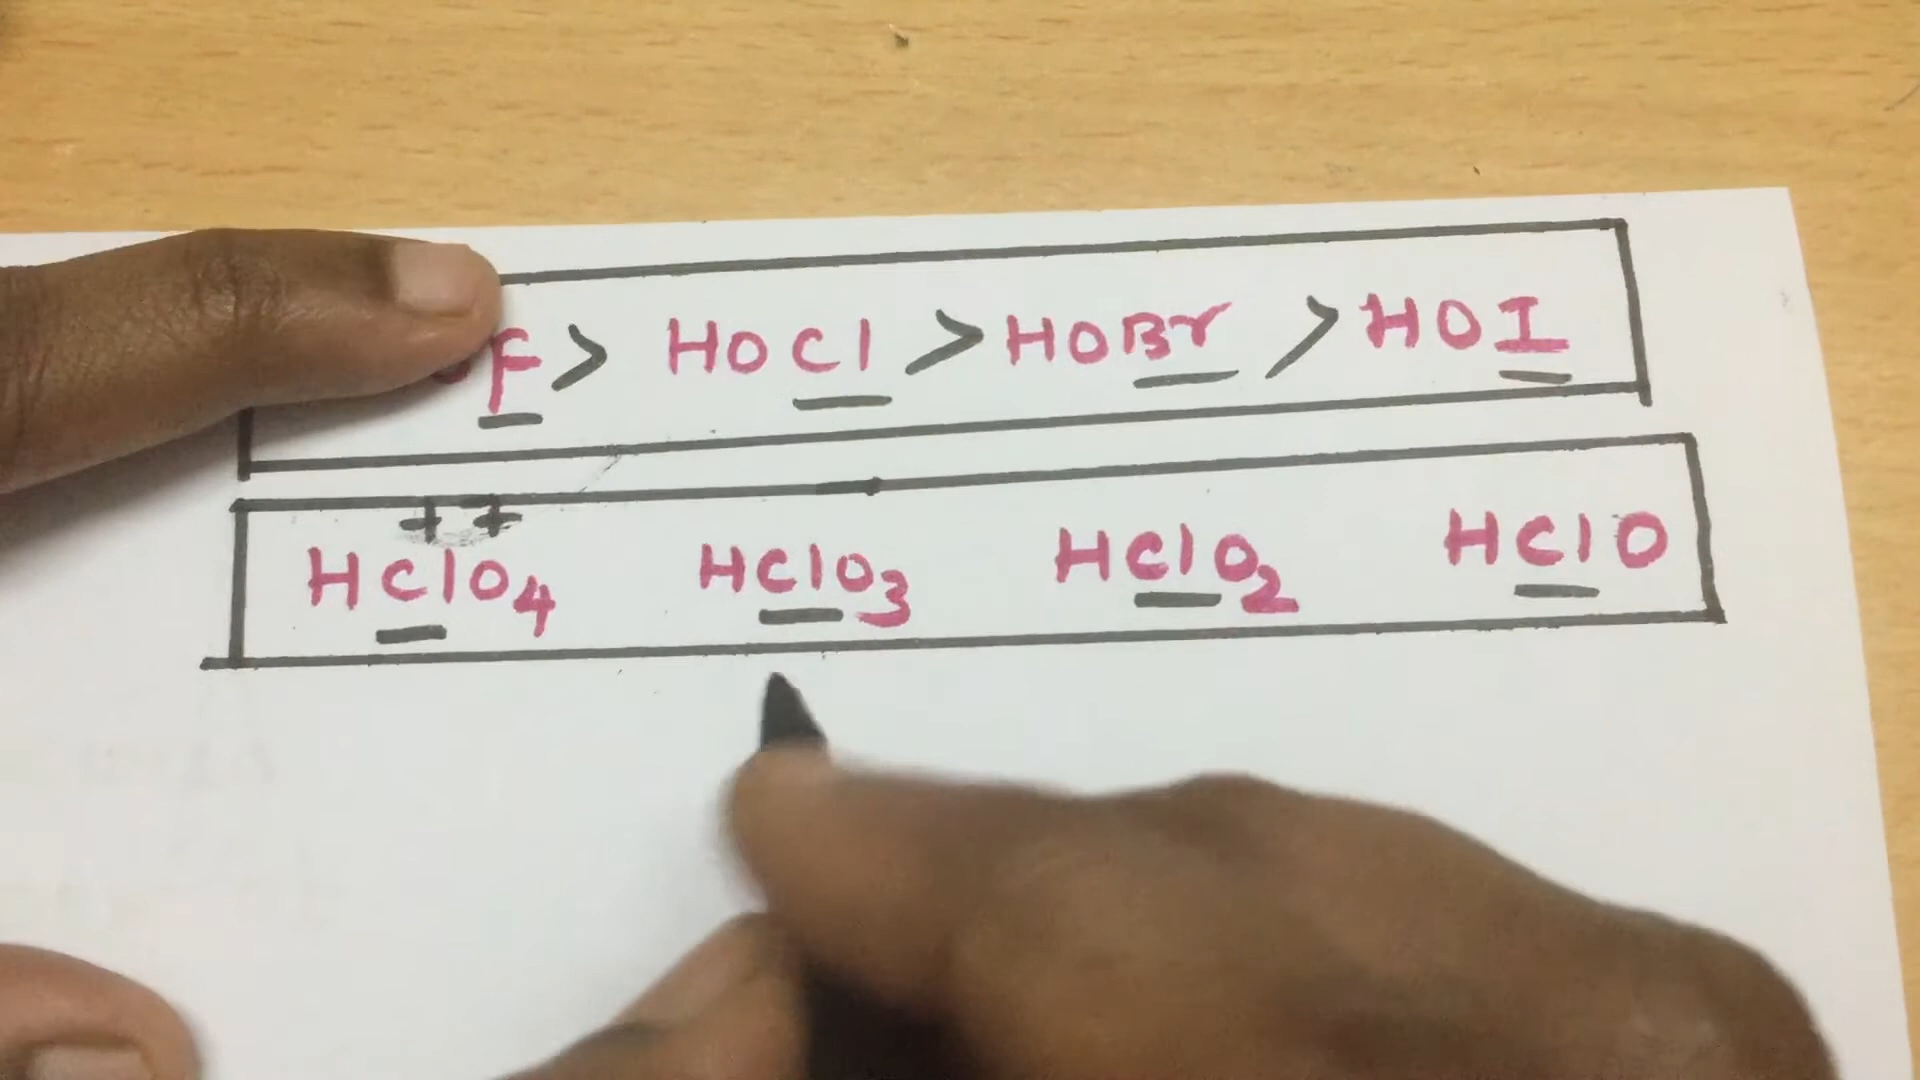 F > HOCl > HOBr > HOI
++
HClO4 HClO3 HClO2 HClO